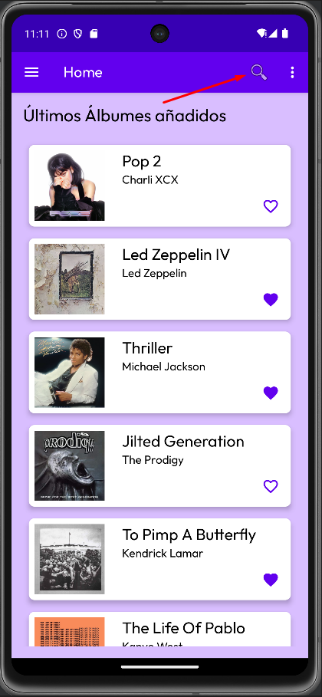 11:11
Home
Últimos Álbumes añadidos
Pop 2
Charli XCX
Led Zeppelin IV
Led Zeppelin
Thriller
Michael Jackson
PRODIGY
Jilted Generation
The Prodigy
To Pimp A Butterfly
Kendrick Lamar
The Life Of Pablo
Kanye West